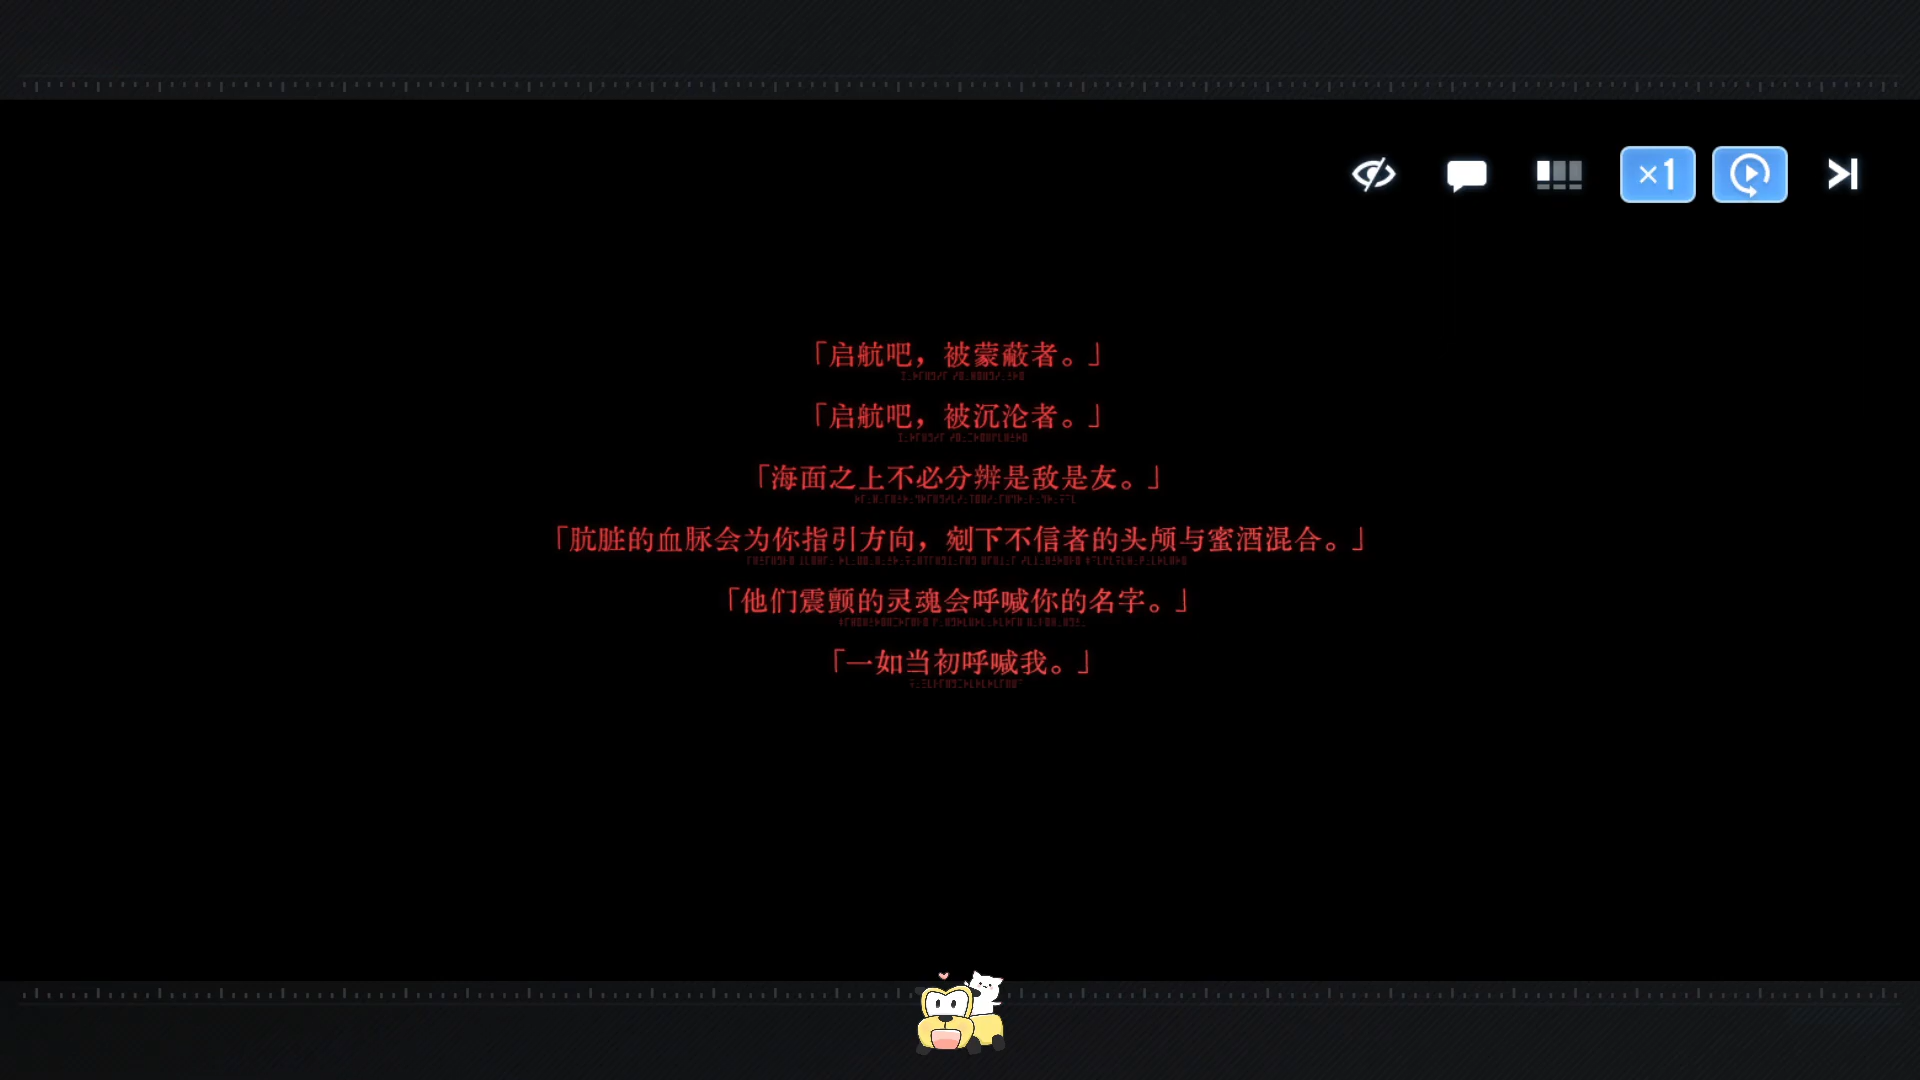 ×1
「启航吧，被蒙蔽者。」
「启航吧，被沉沦者。」
「海面之上不必分辨是敌是友。」
「肮脏的血脉会为你指引方向，剜下不信者的头颅与蜜酒混合。」
「他们震颤的灵魂会呼喊你的名字。」
「一如当初呼喊我。」